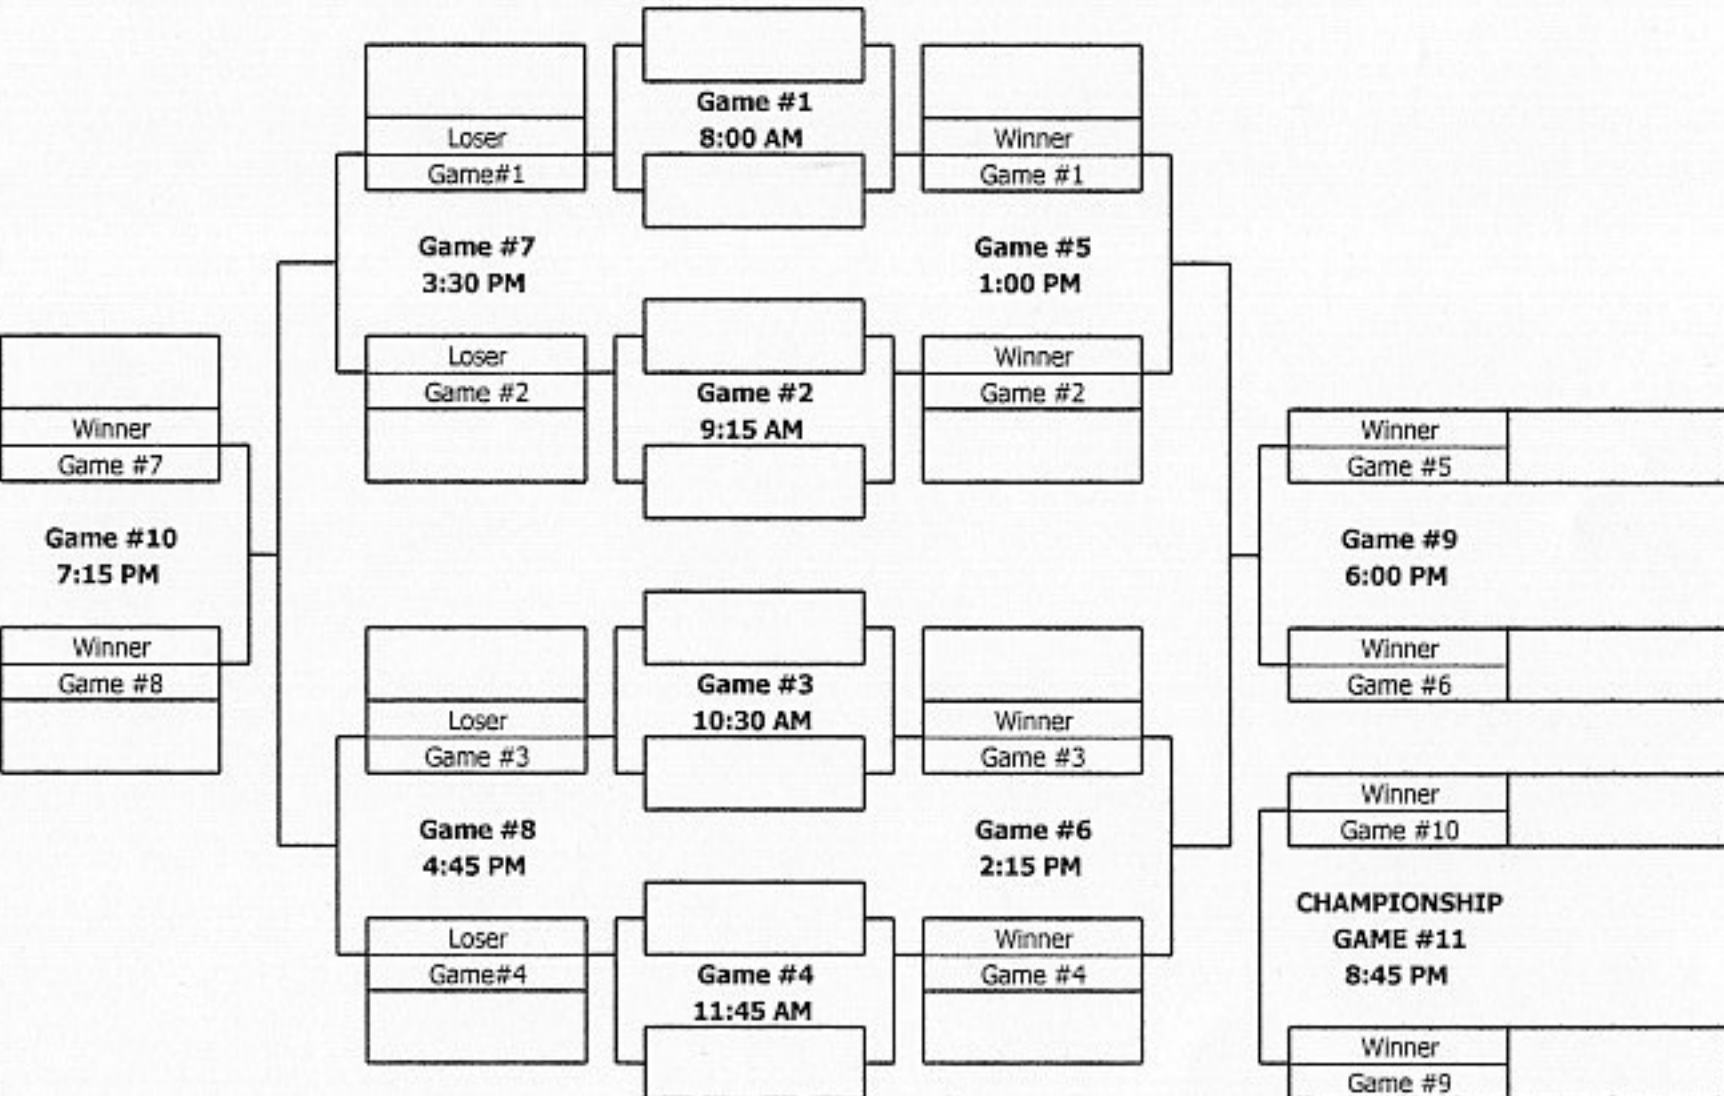 Game #1
8:00 AM
Loser
Game#1
Winner
Game #1
Game #7
3:30 PM
Game #5
1:00 PM
Loser
Game #2
Game #2
9:15 AM
Winner
Game #2
Winner
Game #7
Game #10
7:15 PM
Winner
Game #8
Winner
Game #5
Game #9
6:00 PM
Winner
Game #6
Game #3
10:30 AM
Loser
Game #3
Winner
Game #3
Game #8
4:45 PM
Game #6
2:15 PM
Loser
Game#4
Game #4
11:45 AM
Winner
Game #4
Winner
Game #10
CHAMPIONSHIP
GAME #11
8:45 PM
Winner
Game #9